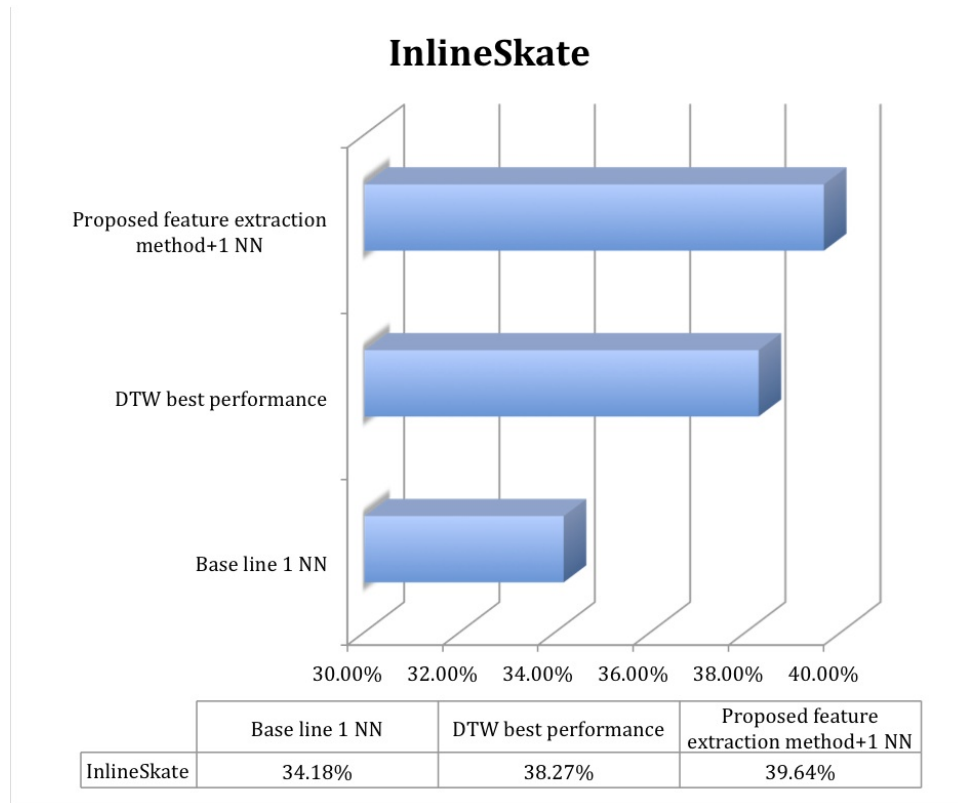 InlineSkate
Proposed feature extraction
method+1 NN
DTW best performance
Base line 1 NN
30.00% 32.00% 34.00% 36.00% 38.00% 40.00%
Base line 1 NN DTW best performance Proposed feature
extraction method+1 NN
InlineSkate 34.18% 38.27% 39.64%